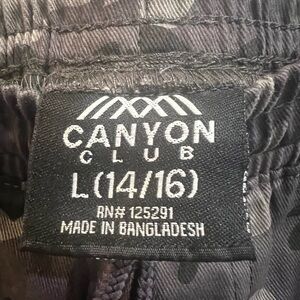 CANYON
CLUB
L(14/16)
RN# 125291
MADE IN BANGLADESH